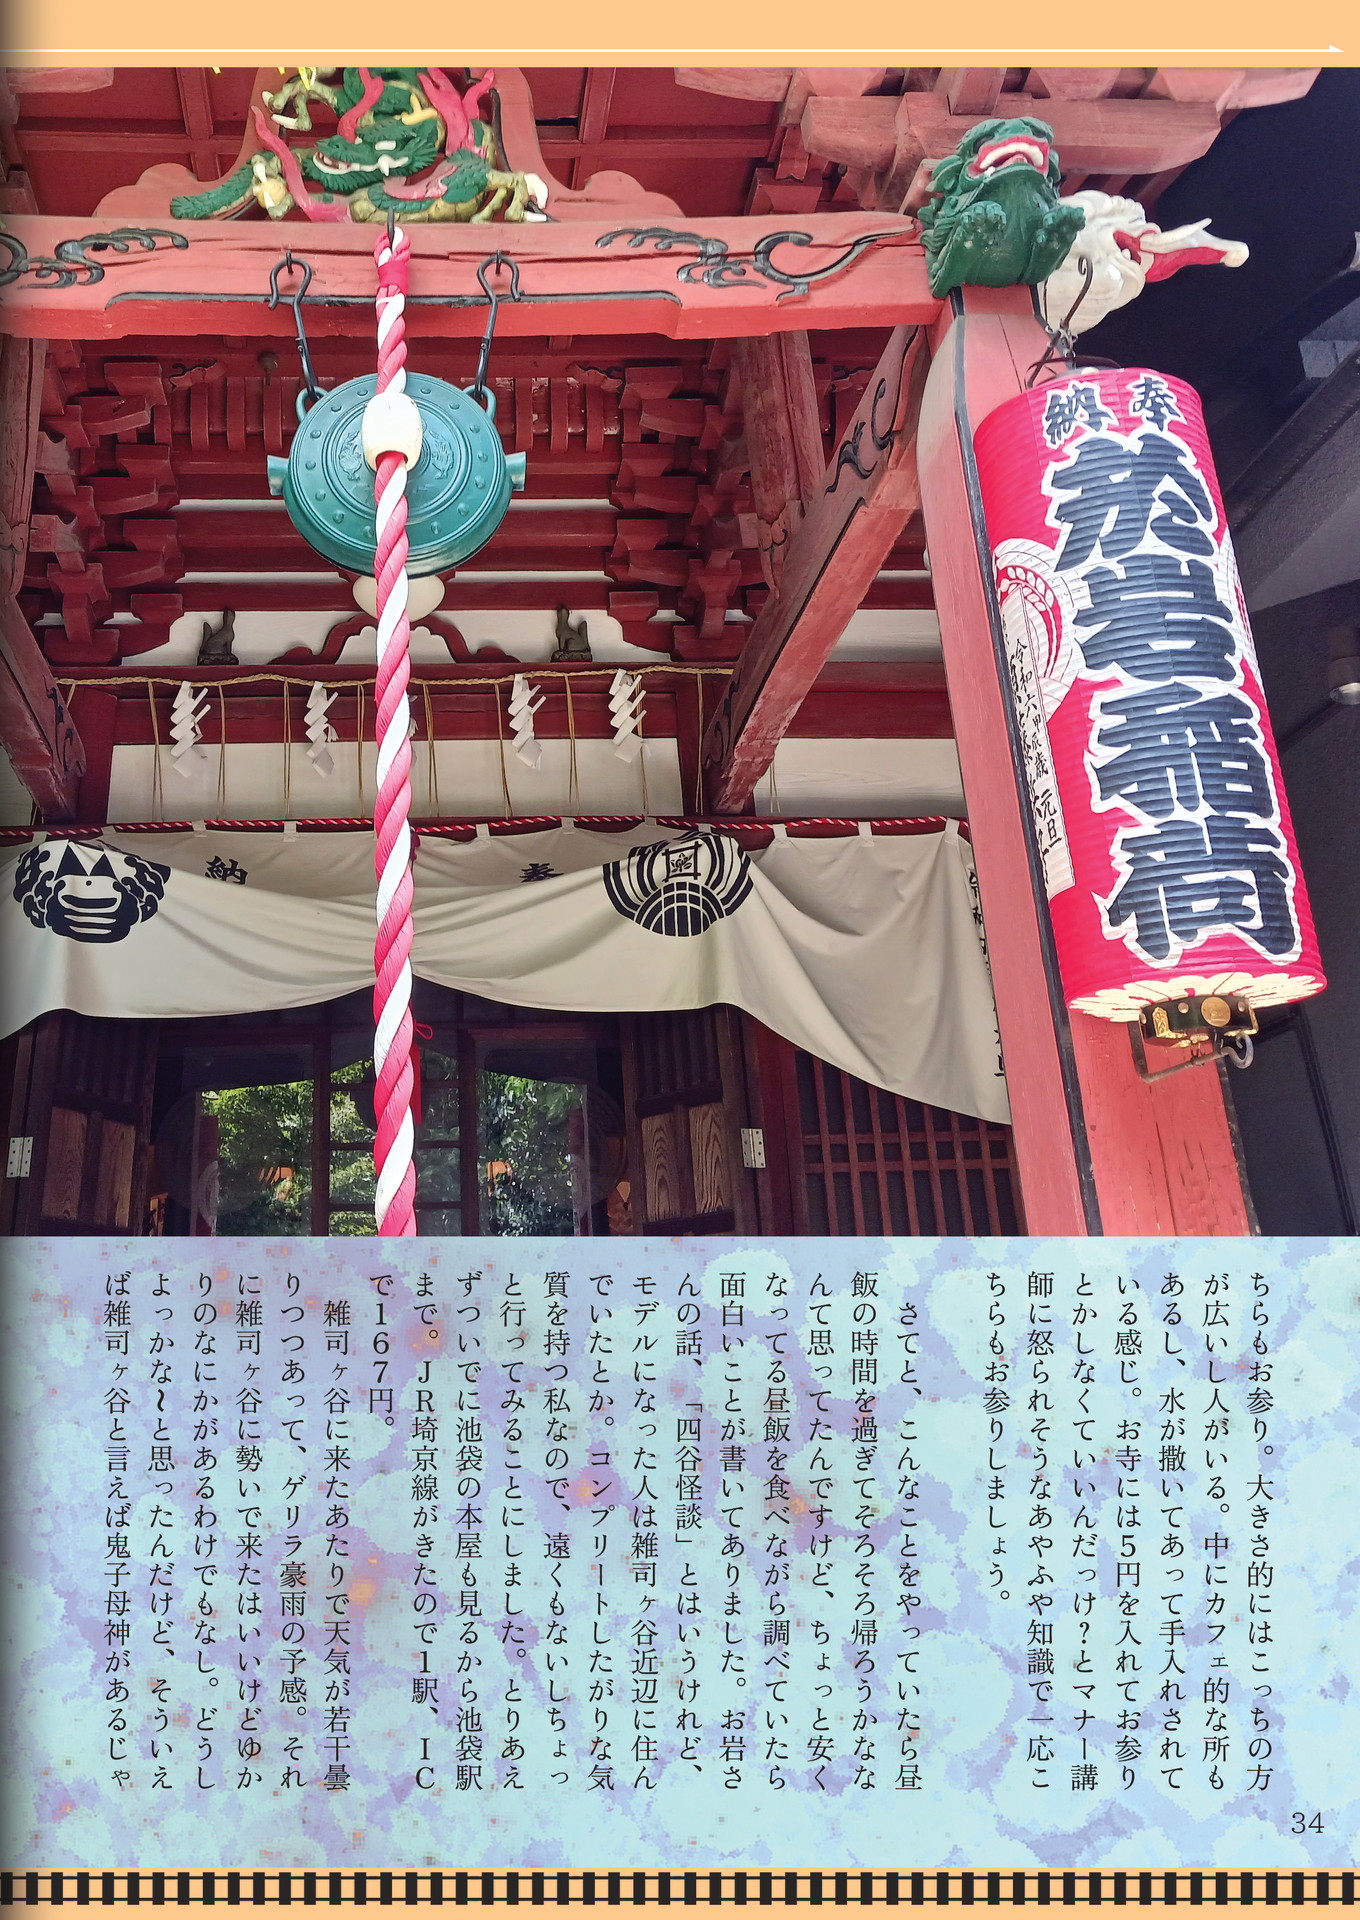 奉納
於岩稲荷
令和六甲辰歳 元旦
奉
納
ちらもお参り。大きさ的にはこっちの方
が広いし人がいる。中にカフェ的な所も
あるし、水が撒いてあって手入れされて
いる感じ。お寺には5円を入れてお参り
とかしなくていいんだっけ?とマナー講
師に怒られそうなあやふや知識で一応こ
ちらもお参りしましょう。
さてと、こんなことをやっていたら昼
飯の時間を過ぎてそろそろ帰ろうかなな
んて思ってたんですけど、ちょっと安く
なってる昼飯を食べながら調べていたら
面白いことが書いてありました。お岩さ
んの話、「四谷怪談」とはいうけれど、
モデルになった人は雑司ヶ谷近辺に住ん
でいたとか。コンプリートしたがりな気
質を持つ私なので、遠くもないしちょっ
と行ってみることにしました。とりあえ
ずついでに池袋の本屋も見るから池袋駅
まで。JR埼京線がきたので1駅、IC
で167円。
雑司ヶ谷に来たあたりで天気が若干曇
りつつあって、ゲリラ豪雨の予感。それ
に雑司ヶ谷に勢いで来たはいいけどゆか
りのなにかがあるわけでもなし。どうし
よっかな〜と思ったんだけど、そういえ
ば雑司ヶ谷と言えば鬼子母神があるじゃ
34